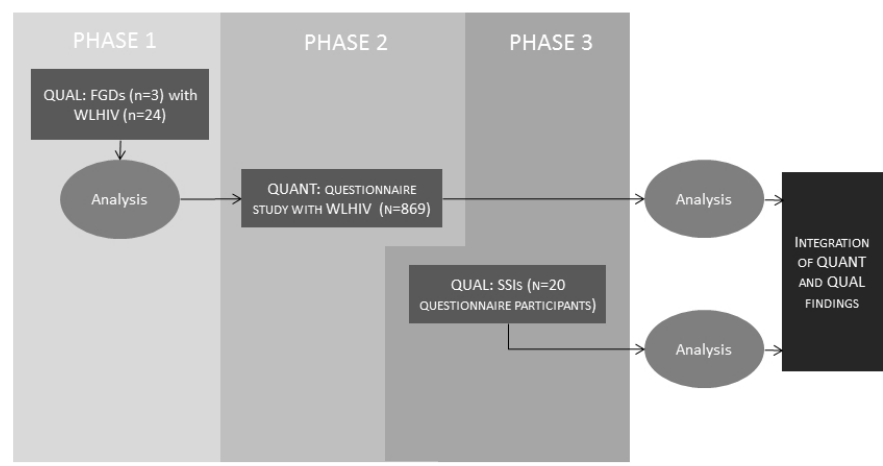 PHASE 1
PHASE 2
PHASE 3
QUAL: FGDs (n=3) with
WLHIV (n=24)
Analysis
QUANT: QUESTIONNAIRE
STUDY WITH WLHIV (N=869)
Analysis
QUAL: SSIs (N=20
QUESTIONNAIRE PARTICIPANTS)
Analysis
INTEGRATION
OF QUANT
AND QUAL
FINDINGS